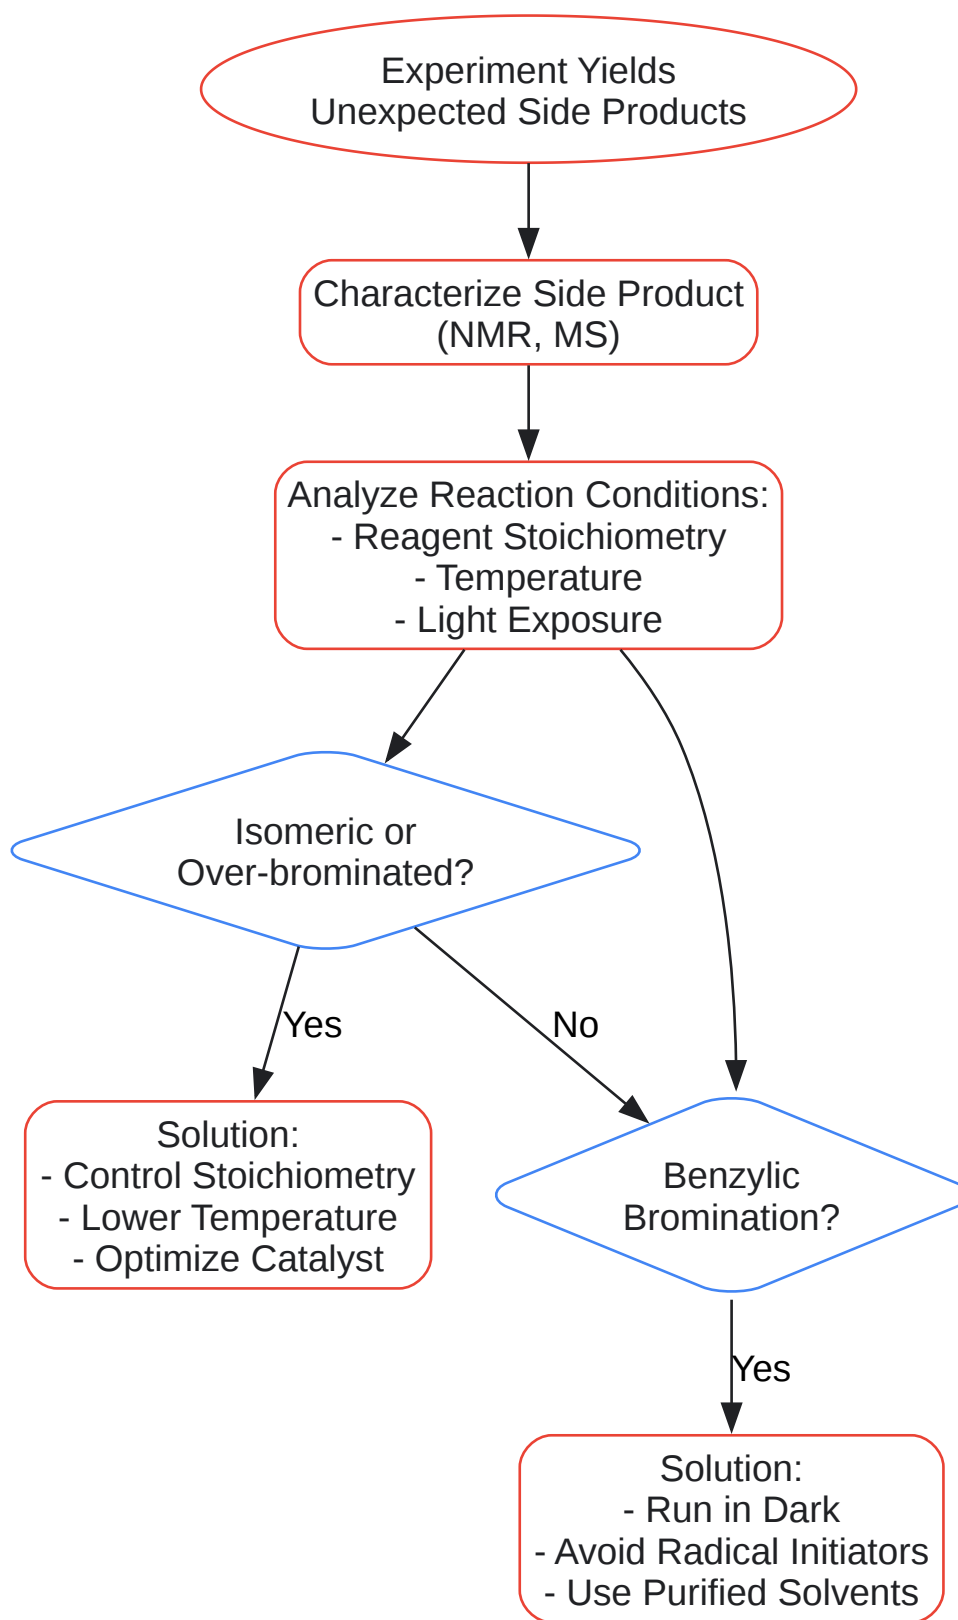 Experiment Yields
Unexpected Side Products
Characterize Side Product
(NMR, MS)
Analyze Reaction Conditions:
- Reagent Stoichiometry
- Temperature
- Light Exposure
Isomeric or
Over-brominated?
Yes
No
Solution:
- Control Stoichiometry
- Lower Temperature
- Optimize Catalyst
Benzylic
Bromination?
Yes
Solution:
- Run in Dark
- Avoid Radical Initiators
- Use Purified Solvents